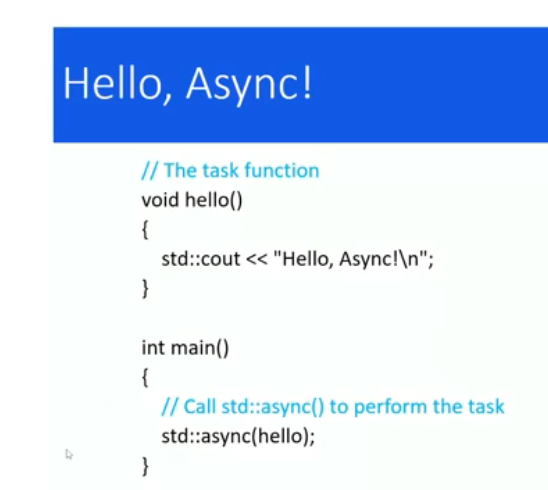 Hello, Async!
// The task function
void hello()
{
std::cout << "Hello, Async!\n";
}
int main()
{
// Call std::async() to perform the task
std::async(hello);
}